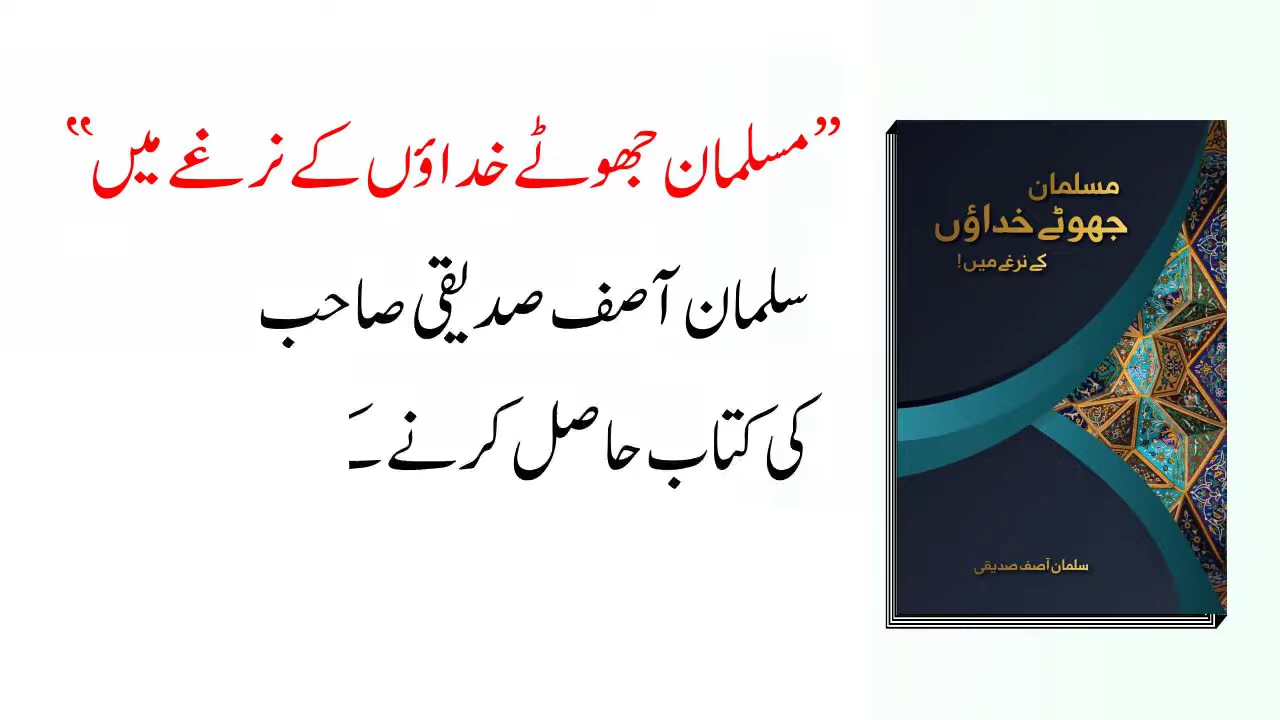 ”مسلمان جھوٹے خداؤں کے نرغے میں“
سلمان آصف صدیقی صاحب
کی کتاب حاصل کرنے ۔َ
مسلمان
جھوٹے خداؤں
کے نرغے میں!
سلمان آصف صدیقی